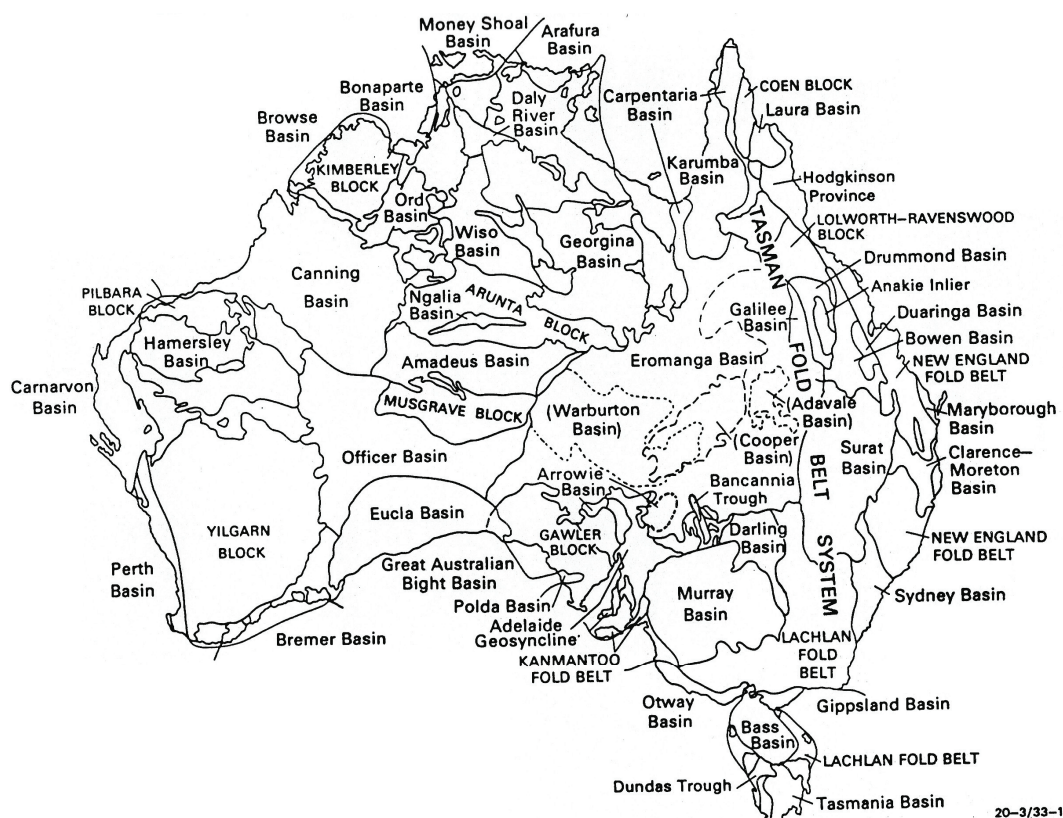 Money Shoal
Basin
Arafura
Basin
Bonaparte
Basin
Daly
River
Basin
Carpentaria
Basin
COEN BLOCK
Laura Basin
Browse
Basin
KIMBERLEY
BLOCK
Karumba
Basin
Hodgkinson
Province
Ord
Basin
Wiso
Basin
Georgina
Basin
LOLWORTH–RAVENSWOOD
BLOCK
TASMAN
FOLD
BELT
SYSTEM
Canning
Basin
Drummond Basin
PILBARA
BLOCK
Ngalia
Basin
ARUNTA
BLOCK
Galilee
Basin
Anakie Inlier
Duaringa Basin
Hamersley
Basin
Bowen Basin
Amadeus Basin
Eromanga Basin
NEW ENGLAND
FOLD BELT
Carnarvon
Basin
MUSGRAVE BLOCK
(Warburton
Basin)
(Adavale
Basin)
Maryborough
Basin
(Cooper
Basin)
Surat
Basin
Clarence–
Moreton
Basin
Officer Basin
Arrowie
Basin
Bancannia
Trough
Eucla Basin
YILGARN
BLOCK
GAWLER
BLOCK
Darling
Basin
NEW ENGLAND
FOLD BELT
Perth
Basin
Great Australian
Bight Basin
Polda Basin
Murray
Basin
Sydney Basin
Adelaide
Geosyncline
Bremer Basin
KANMANTOO
FOLD BELT
LACHLAN
FOLD
BELT
Otway
Basin
Gippsland Basin
Bass
Basin
LACHLAN FOLD BELT
Dundas Trough
Tasmania Basin
20–3/33–1